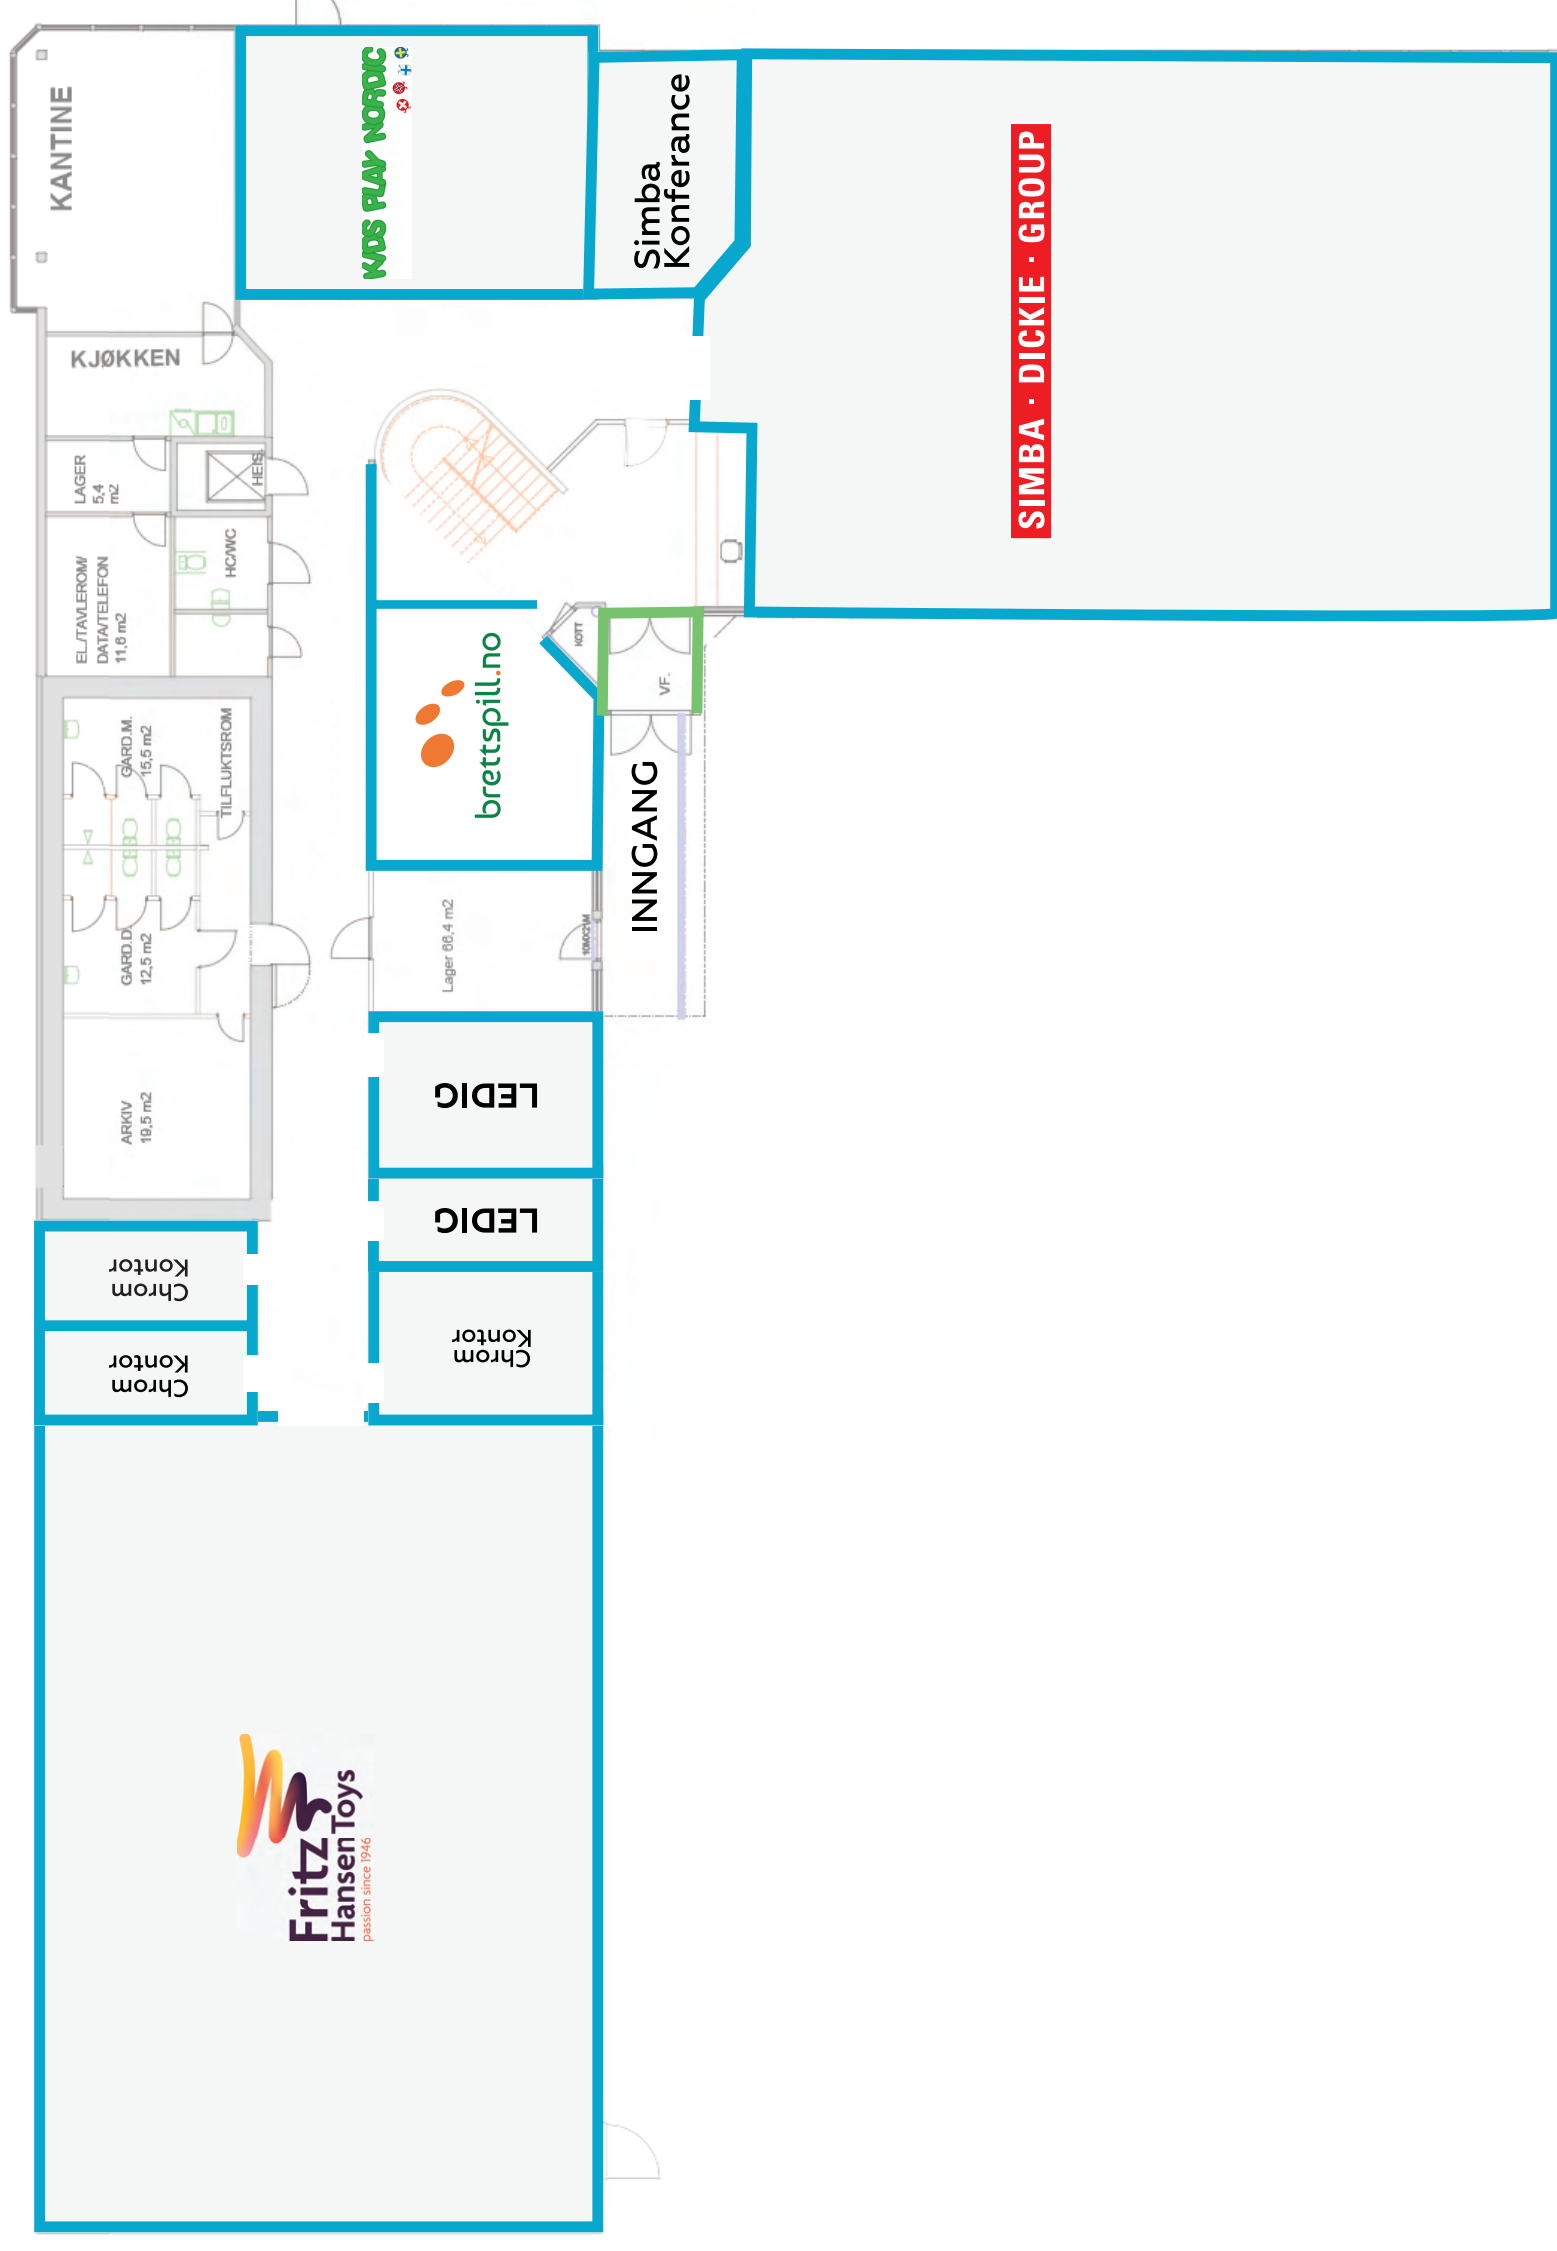 KANTINE
KJØKKEN
LAGER
5,4
m2
HEIS.
EL./TAVLEROM/
DATA/TELEFON
11,6 m2
HC/WC
GARD.M.
15,5 m2
TILFLUKTSROM
GARD.D.
12,5 m2
ARKIV
19,5 m2
KIDS PLAY NORDIC
Simba
Konferance
SIMBA · DICKIE · GROUP
KOTT
VF.
brettspill.no
INNGANG
Lager 66,4 m2
10MX21M
LEDIG
LEDIG
Chrom
Kontor
Chrom
Kontor
Chrom
Kontor
Fritz
Hansen Toys
passion since 1946